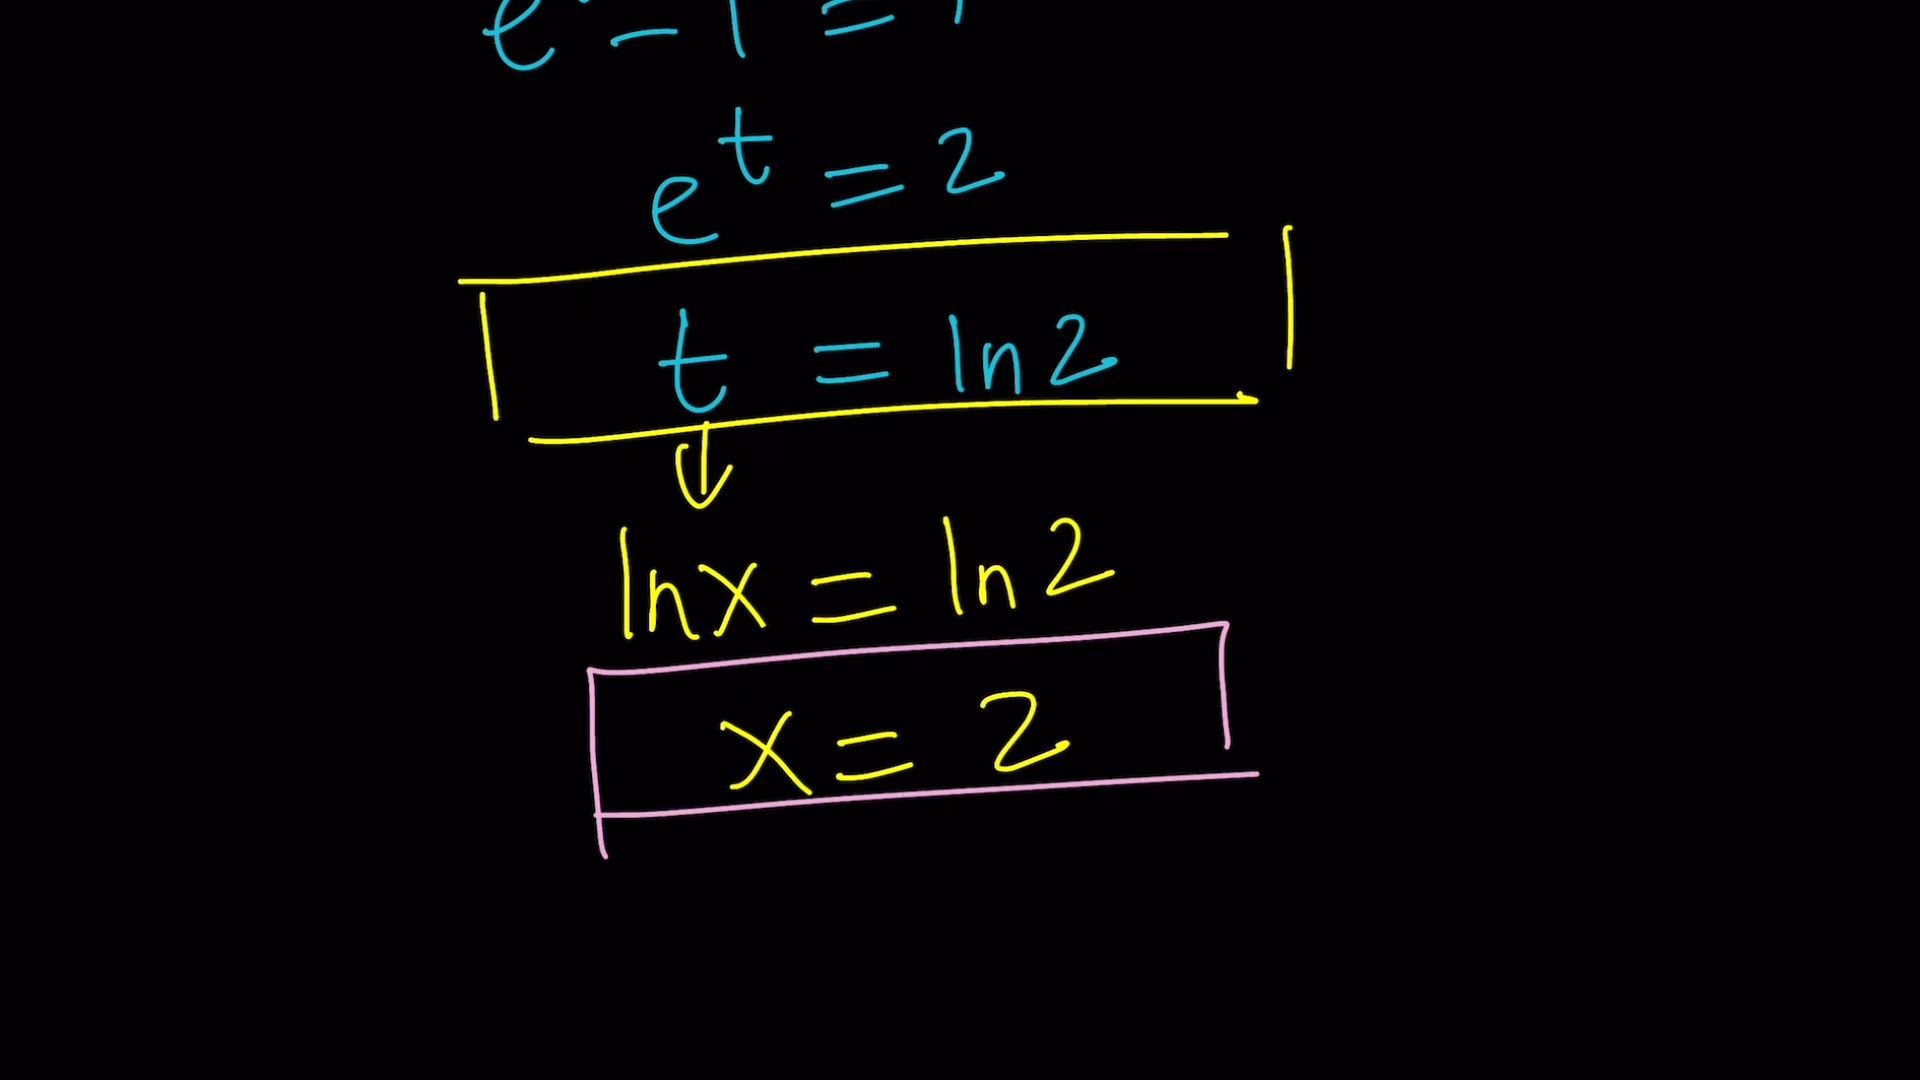 e^t = 2
t = ln2
lnx = ln2
x = 2